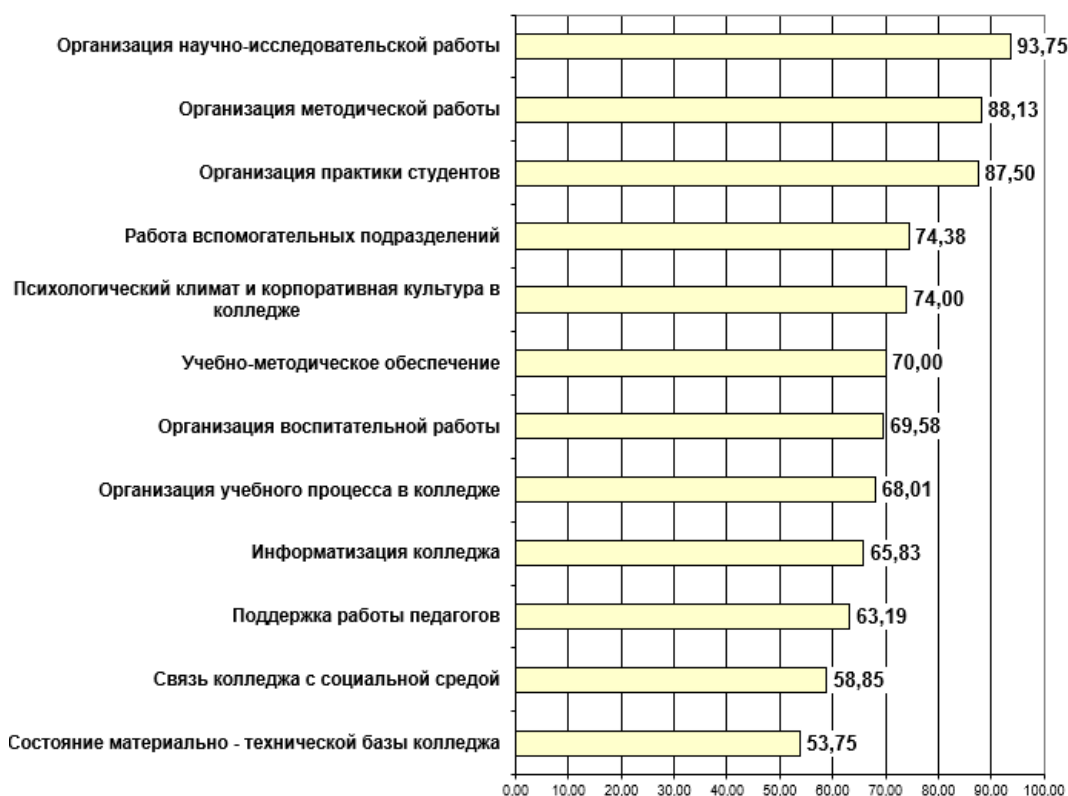 Организация научно-исследовательской работы 93,75
Организация методической работы 88,13
Организация практики студентов 87,50
Работа вспомогательных подразделений 74,38
Психологический климат и корпоративная культура в
колледже 74,00
Учебно-методическое обеспечение 70,00
Организация воспитательной работы 69,58
Организация учебного процесса в колледже 68,01
Информатизация колледжа 65,83
Поддержка работы педагогов 63,19
Связь колледжа с социальной средой 58,85
Состояние материально - технической базы колледжа 53,75
0.00 10.00 20.00 30.00 40.00 50.00 60.00 70.00 80.00 90.00 100.00